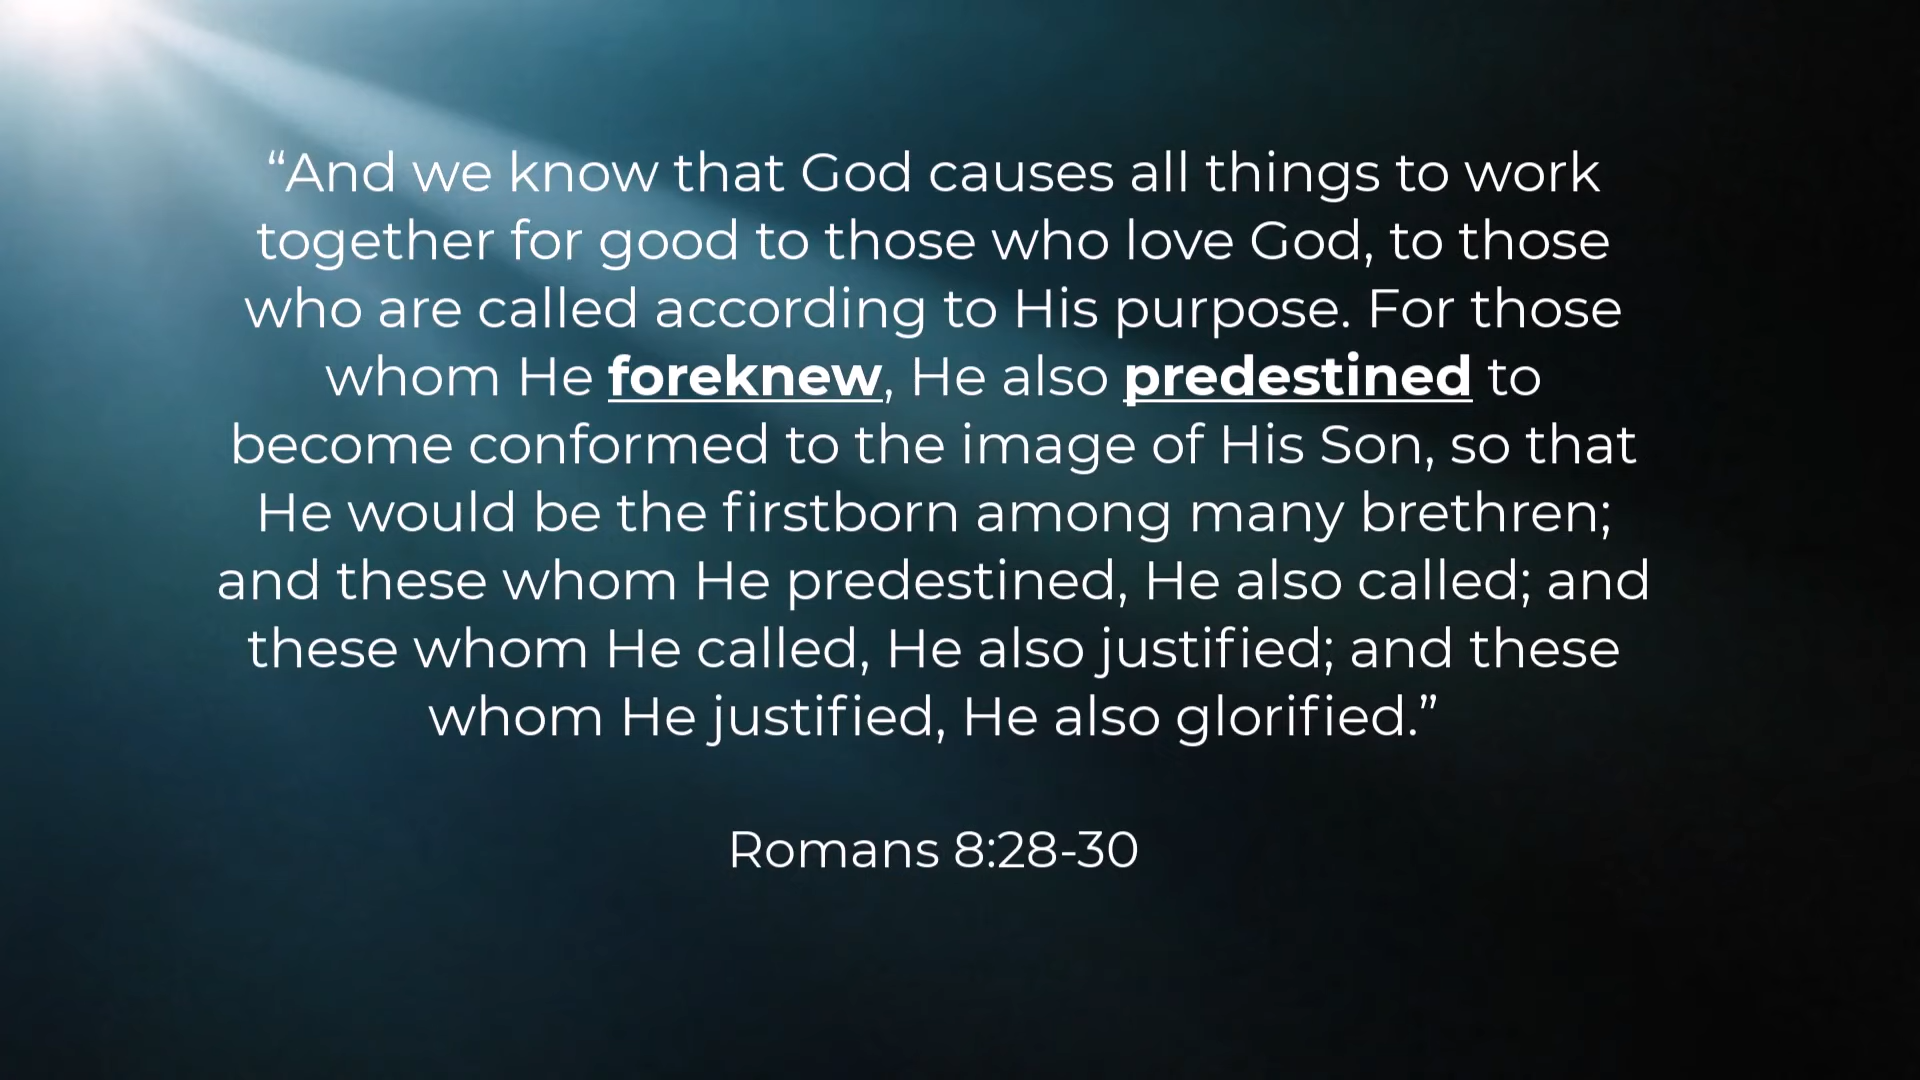 “And we know that God causes all things to work
together for good to those who love God, to those
who are called according to His purpose. For those
whom He foreknew, He also predestined to
become conformed to the image of His Son, so that
He would be the firstborn among many brethren;
and these whom He predestined, He also called; and
these whom He called, He also justified; and these
whom He justified, He also glorified.”
Romans 8:28-30